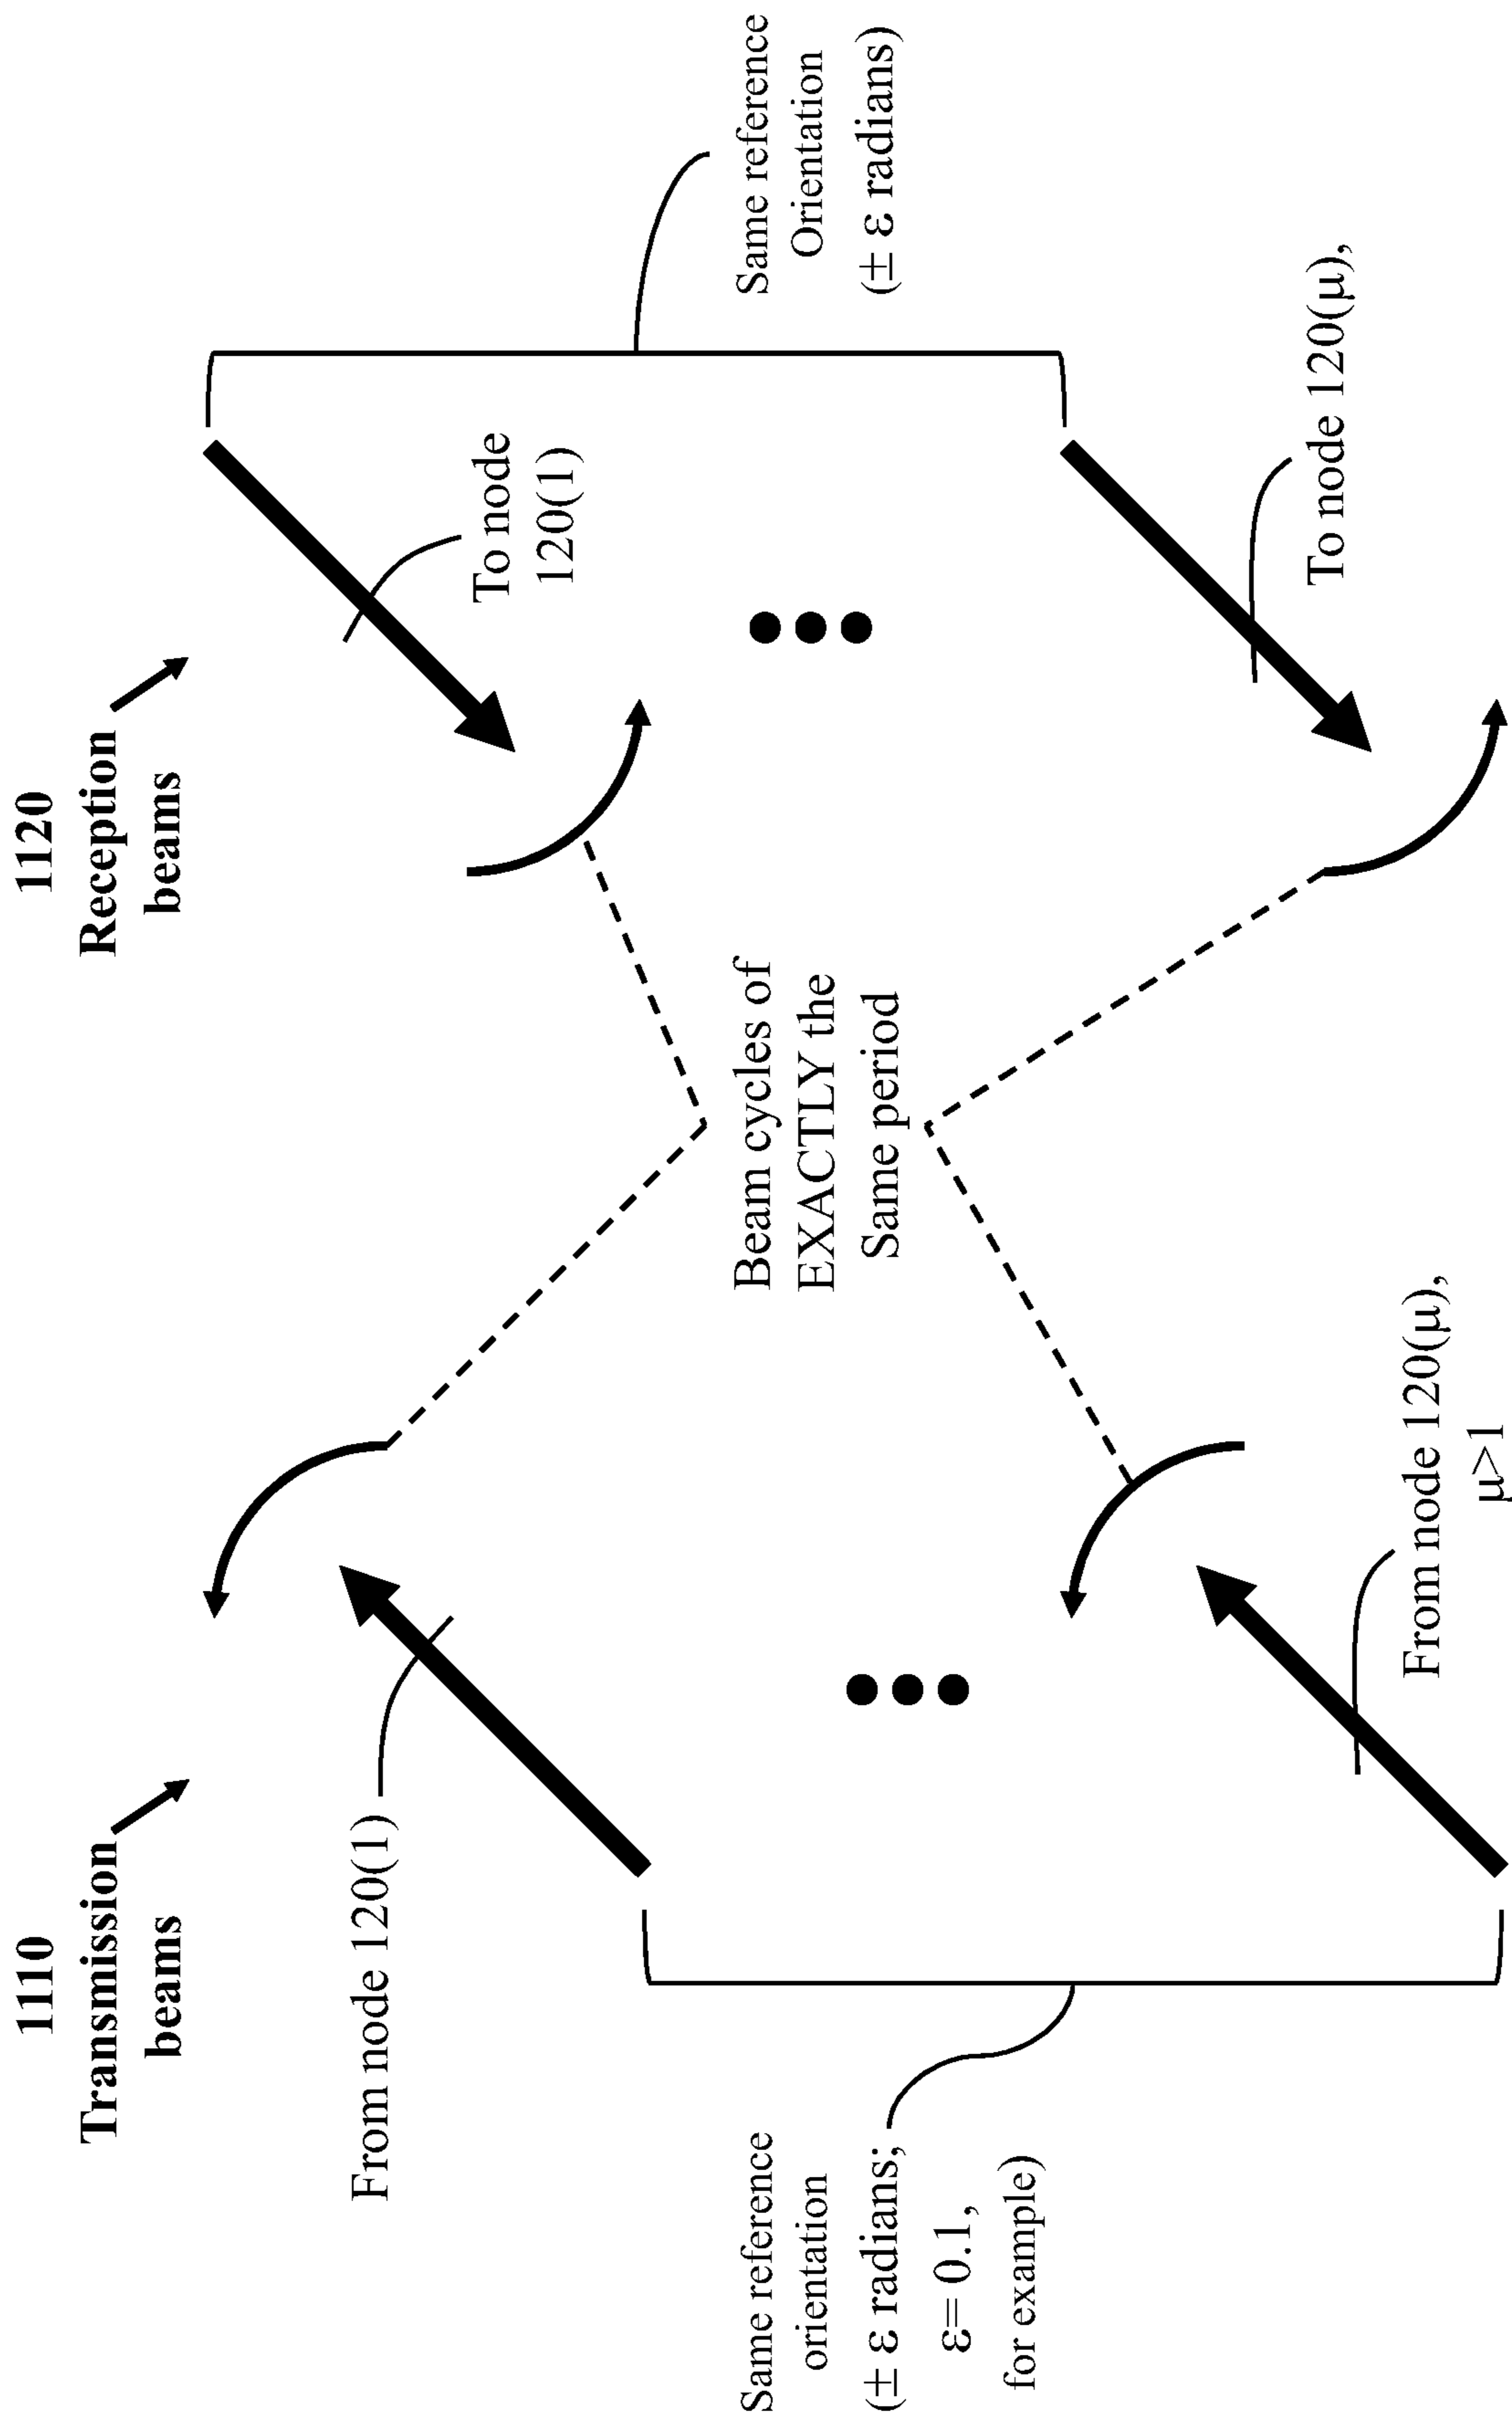 1110
Transmission
beams
1120
Reception
beams
From node 120(1)
To node
120(1)
Same reference
orientation
(± ε radians;
ε= 0.1,
for example)
Beam cycles of
EXACTLY the
Same period
Same reference
Orientation
(± ε radians)
From node 120(μ),
μ>1
To node 120(μ),